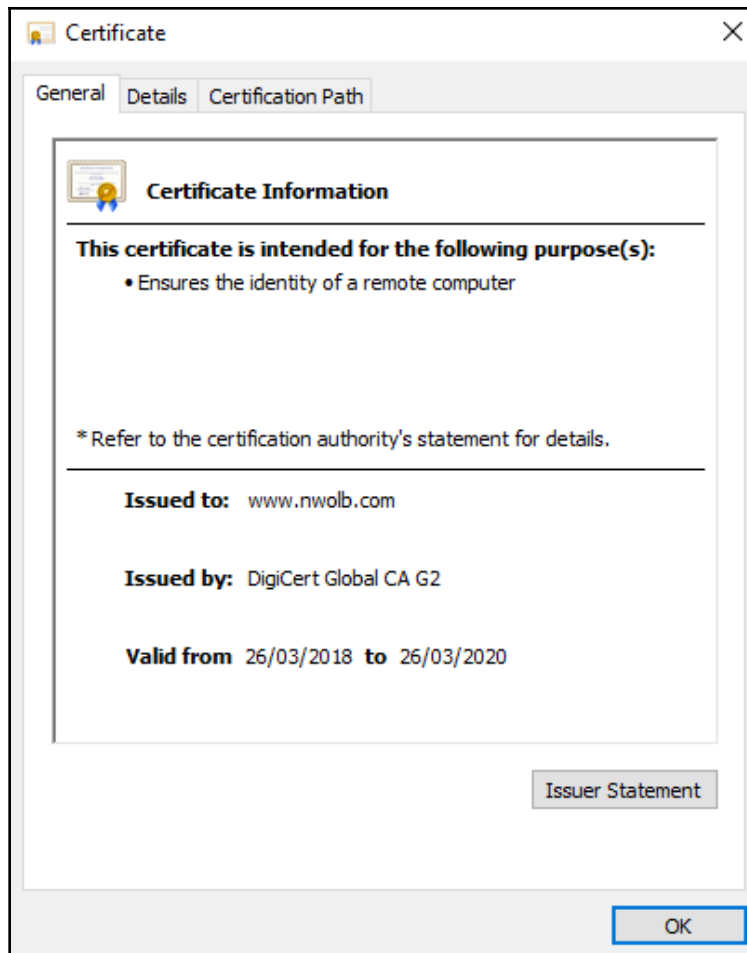 Certificate
General Details Certification Path
Certificate Information
This certificate is intended for the following purpose(s):
• Ensures the identity of a remote computer
* Refer to the certification authority's statement for details.
Issued to: www.nwolb.com
Issued by: DigiCert Global CA G2
Valid from 26/03/2018 to 26/03/2020
Issuer Statement
OK